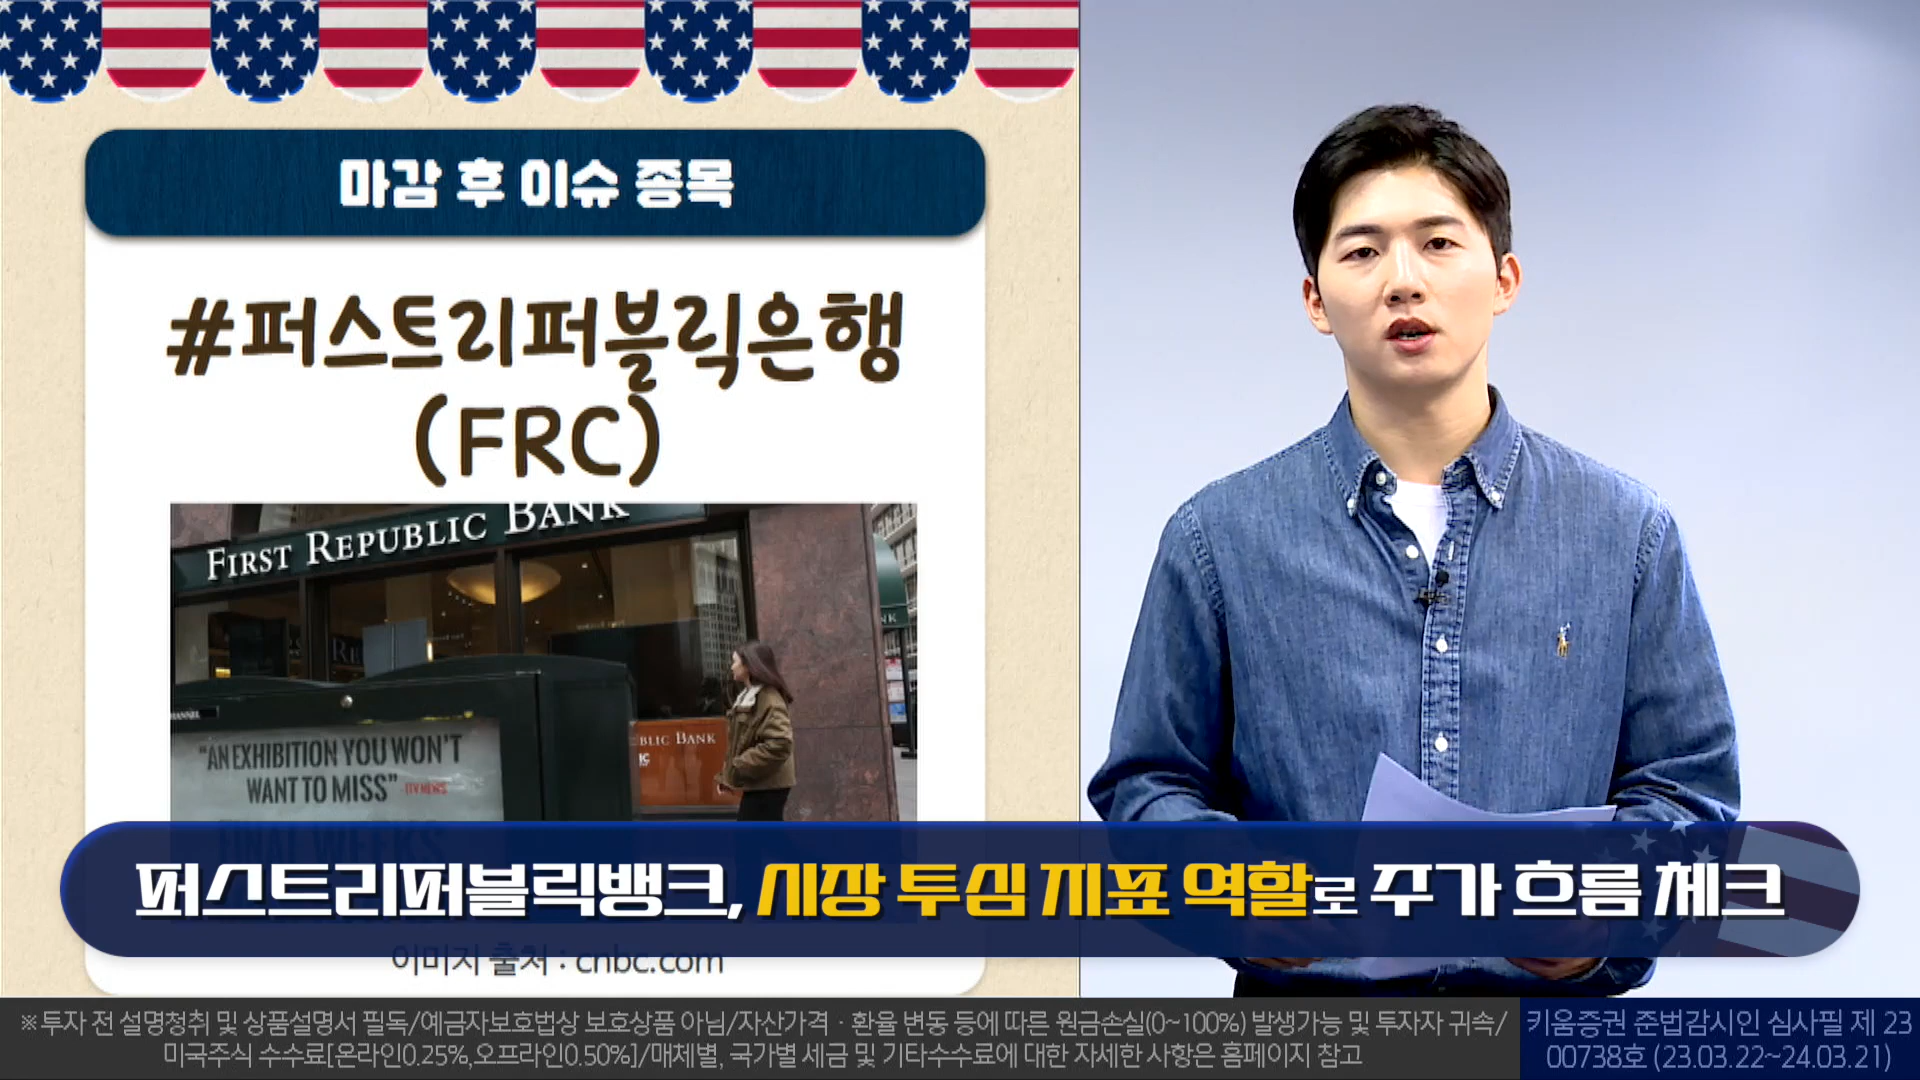 마감 후 이슈 종목
#퍼스트리퍼블릭은행
(FRC)
FIRST REPUBLIC BANK
"AN EXHIBITION YOU WON'T
WANT TO MISS"
BLIC BANK
퍼스트리퍼블릭뱅크, 시장 투심 지표 역할로 주가 흐름 체크
이미지 출처 : cnbc.com
※투자 전 설명청취 및 상품설명서 필독/예금자보호법상 보호상품 아님/자산가격 · 환율 변동 등에 따른 원금손실(0~100%) 발생가능 및 투자자 귀속/
미국주식 수수료[온라인0.25%,오프라인0.50%]/매체별, 국가별 세금 및 기타수수료에 대한 자세한 사항은 홈페이지 참고
키움증권 준법감시인 심사필 제 23
00738호 (23.03.22~24.03.21)